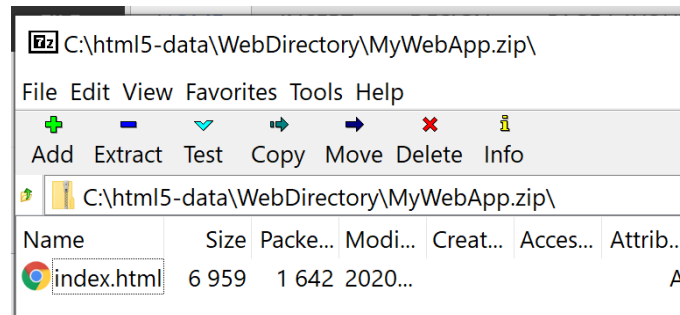 7z C:\html5-data\WebDirectory\MyWebApp.zip\
File Edit View Favorites Tools Help
Add Extract Test Copy Move Delete Info
C:\html5-data\WebDirectory\MyWebApp.zip\
Name Size Packe... Modi... Creat... Acces... Attrib...
index.html 6 959 1 642 2020... A